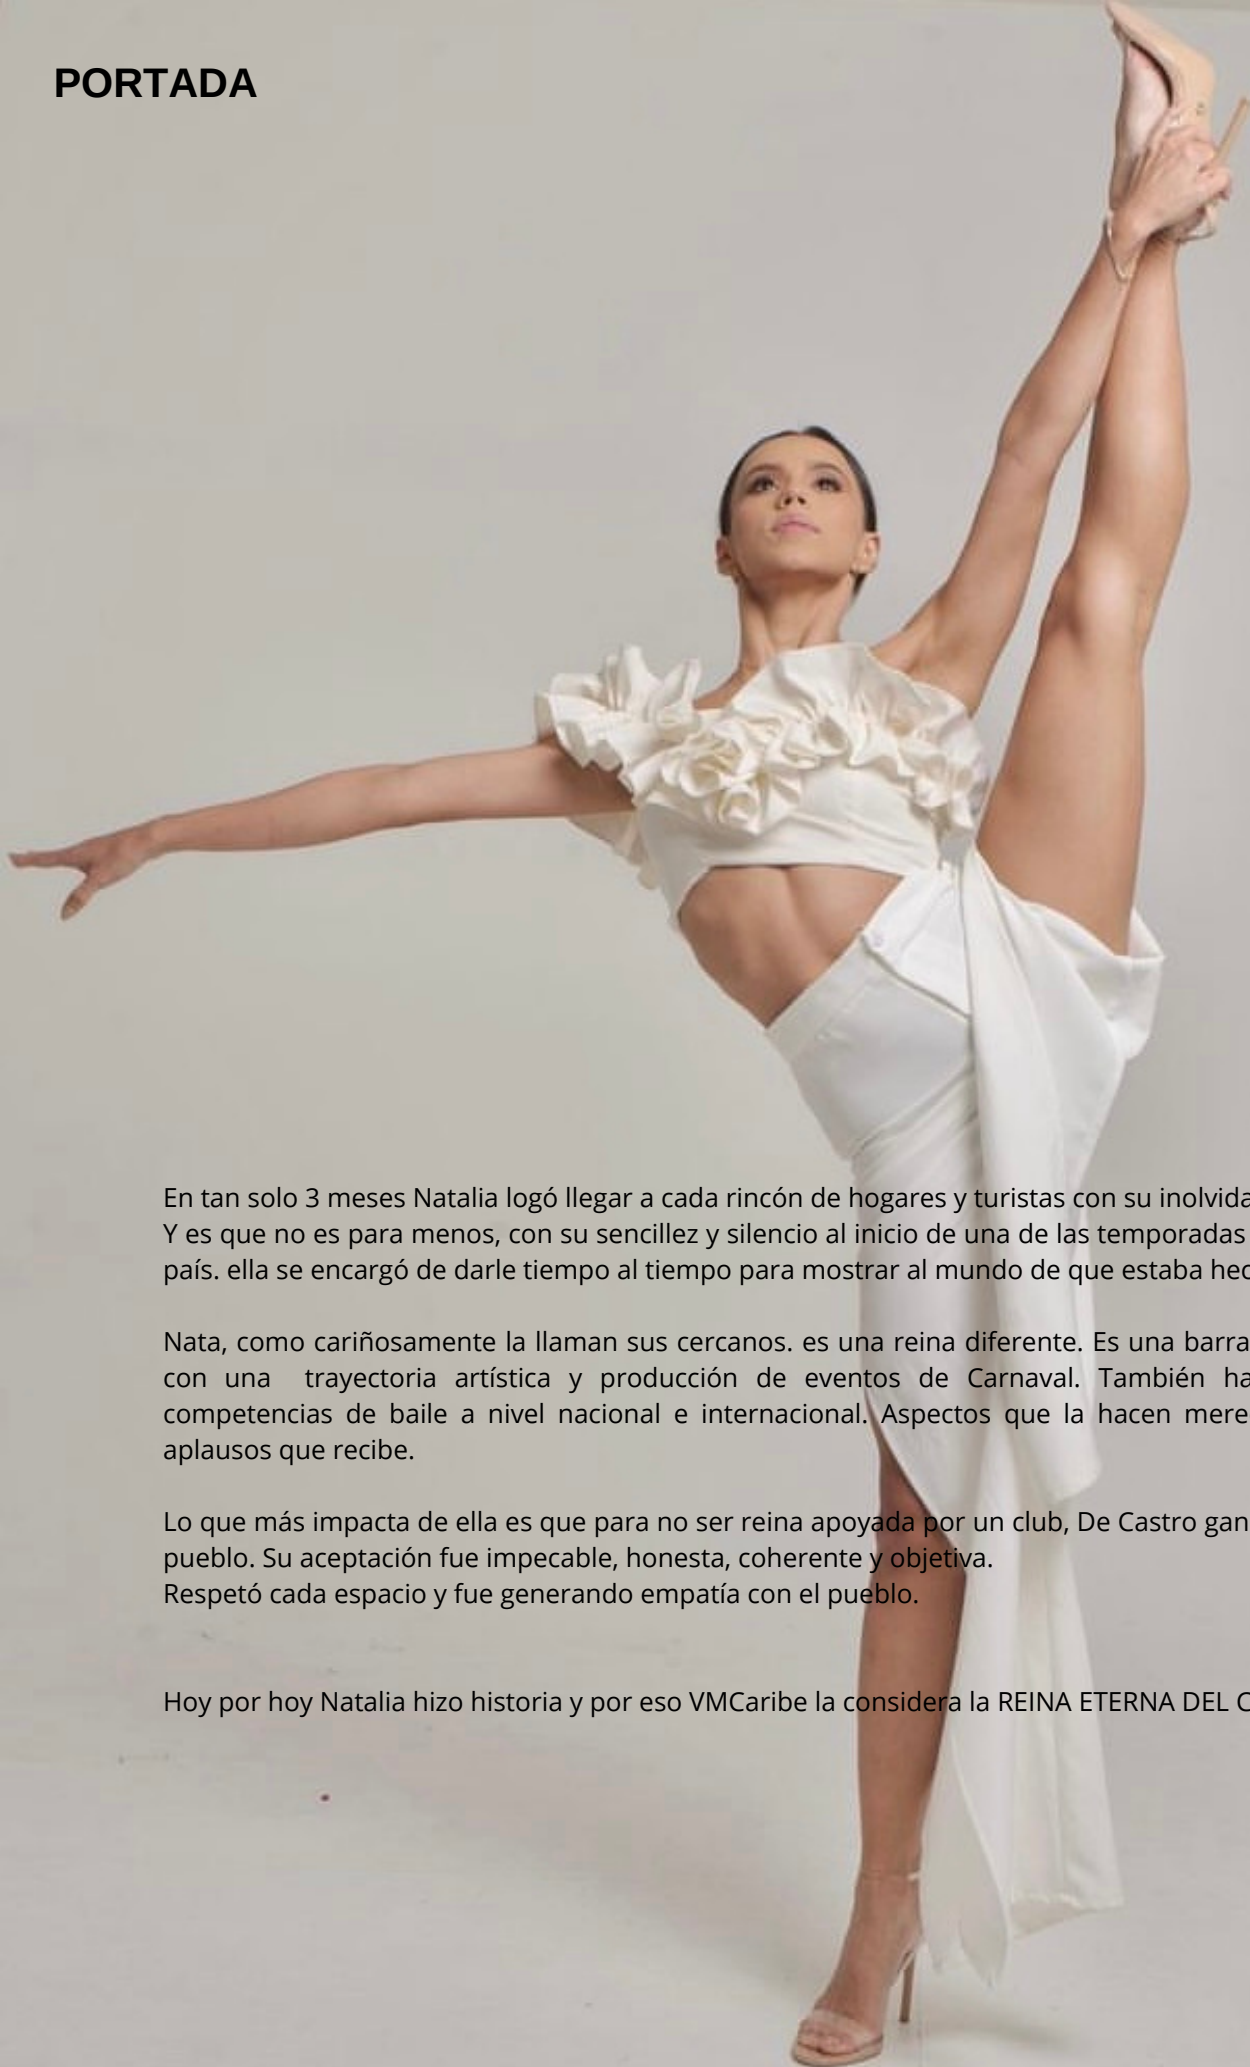 PORTADA
En tan solo 3 meses Natalia logó llegar a cada rincón de hogares y turistas con su
Y es que no es para menos, con su sencillez y silencio al inicio de una de las temporadas
país. ella se encargó de darle tiempo al tiempo para mostrar al mundo de que estaba
Nata, como cariñosamente la llaman sus cercanos. es una reina diferente. Es una
con una trayectoria artística y producción de eventos de Carnaval. También
competencias de baile a nivel nacional e internacional. Aspectos que la hacen
aplausos que recibe.
Lo que más impacta de ella es que para no ser reina apoyada por un club, De Castro
pueblo. Su aceptación fue impecable, honesta, coherente y objetiva.
Respetó cada espacio y fue generando empatía con el pueblo.
Hoy por hoy Natalia hizo historia y por eso VMCaribe la considera la REINA ETERNA DEL